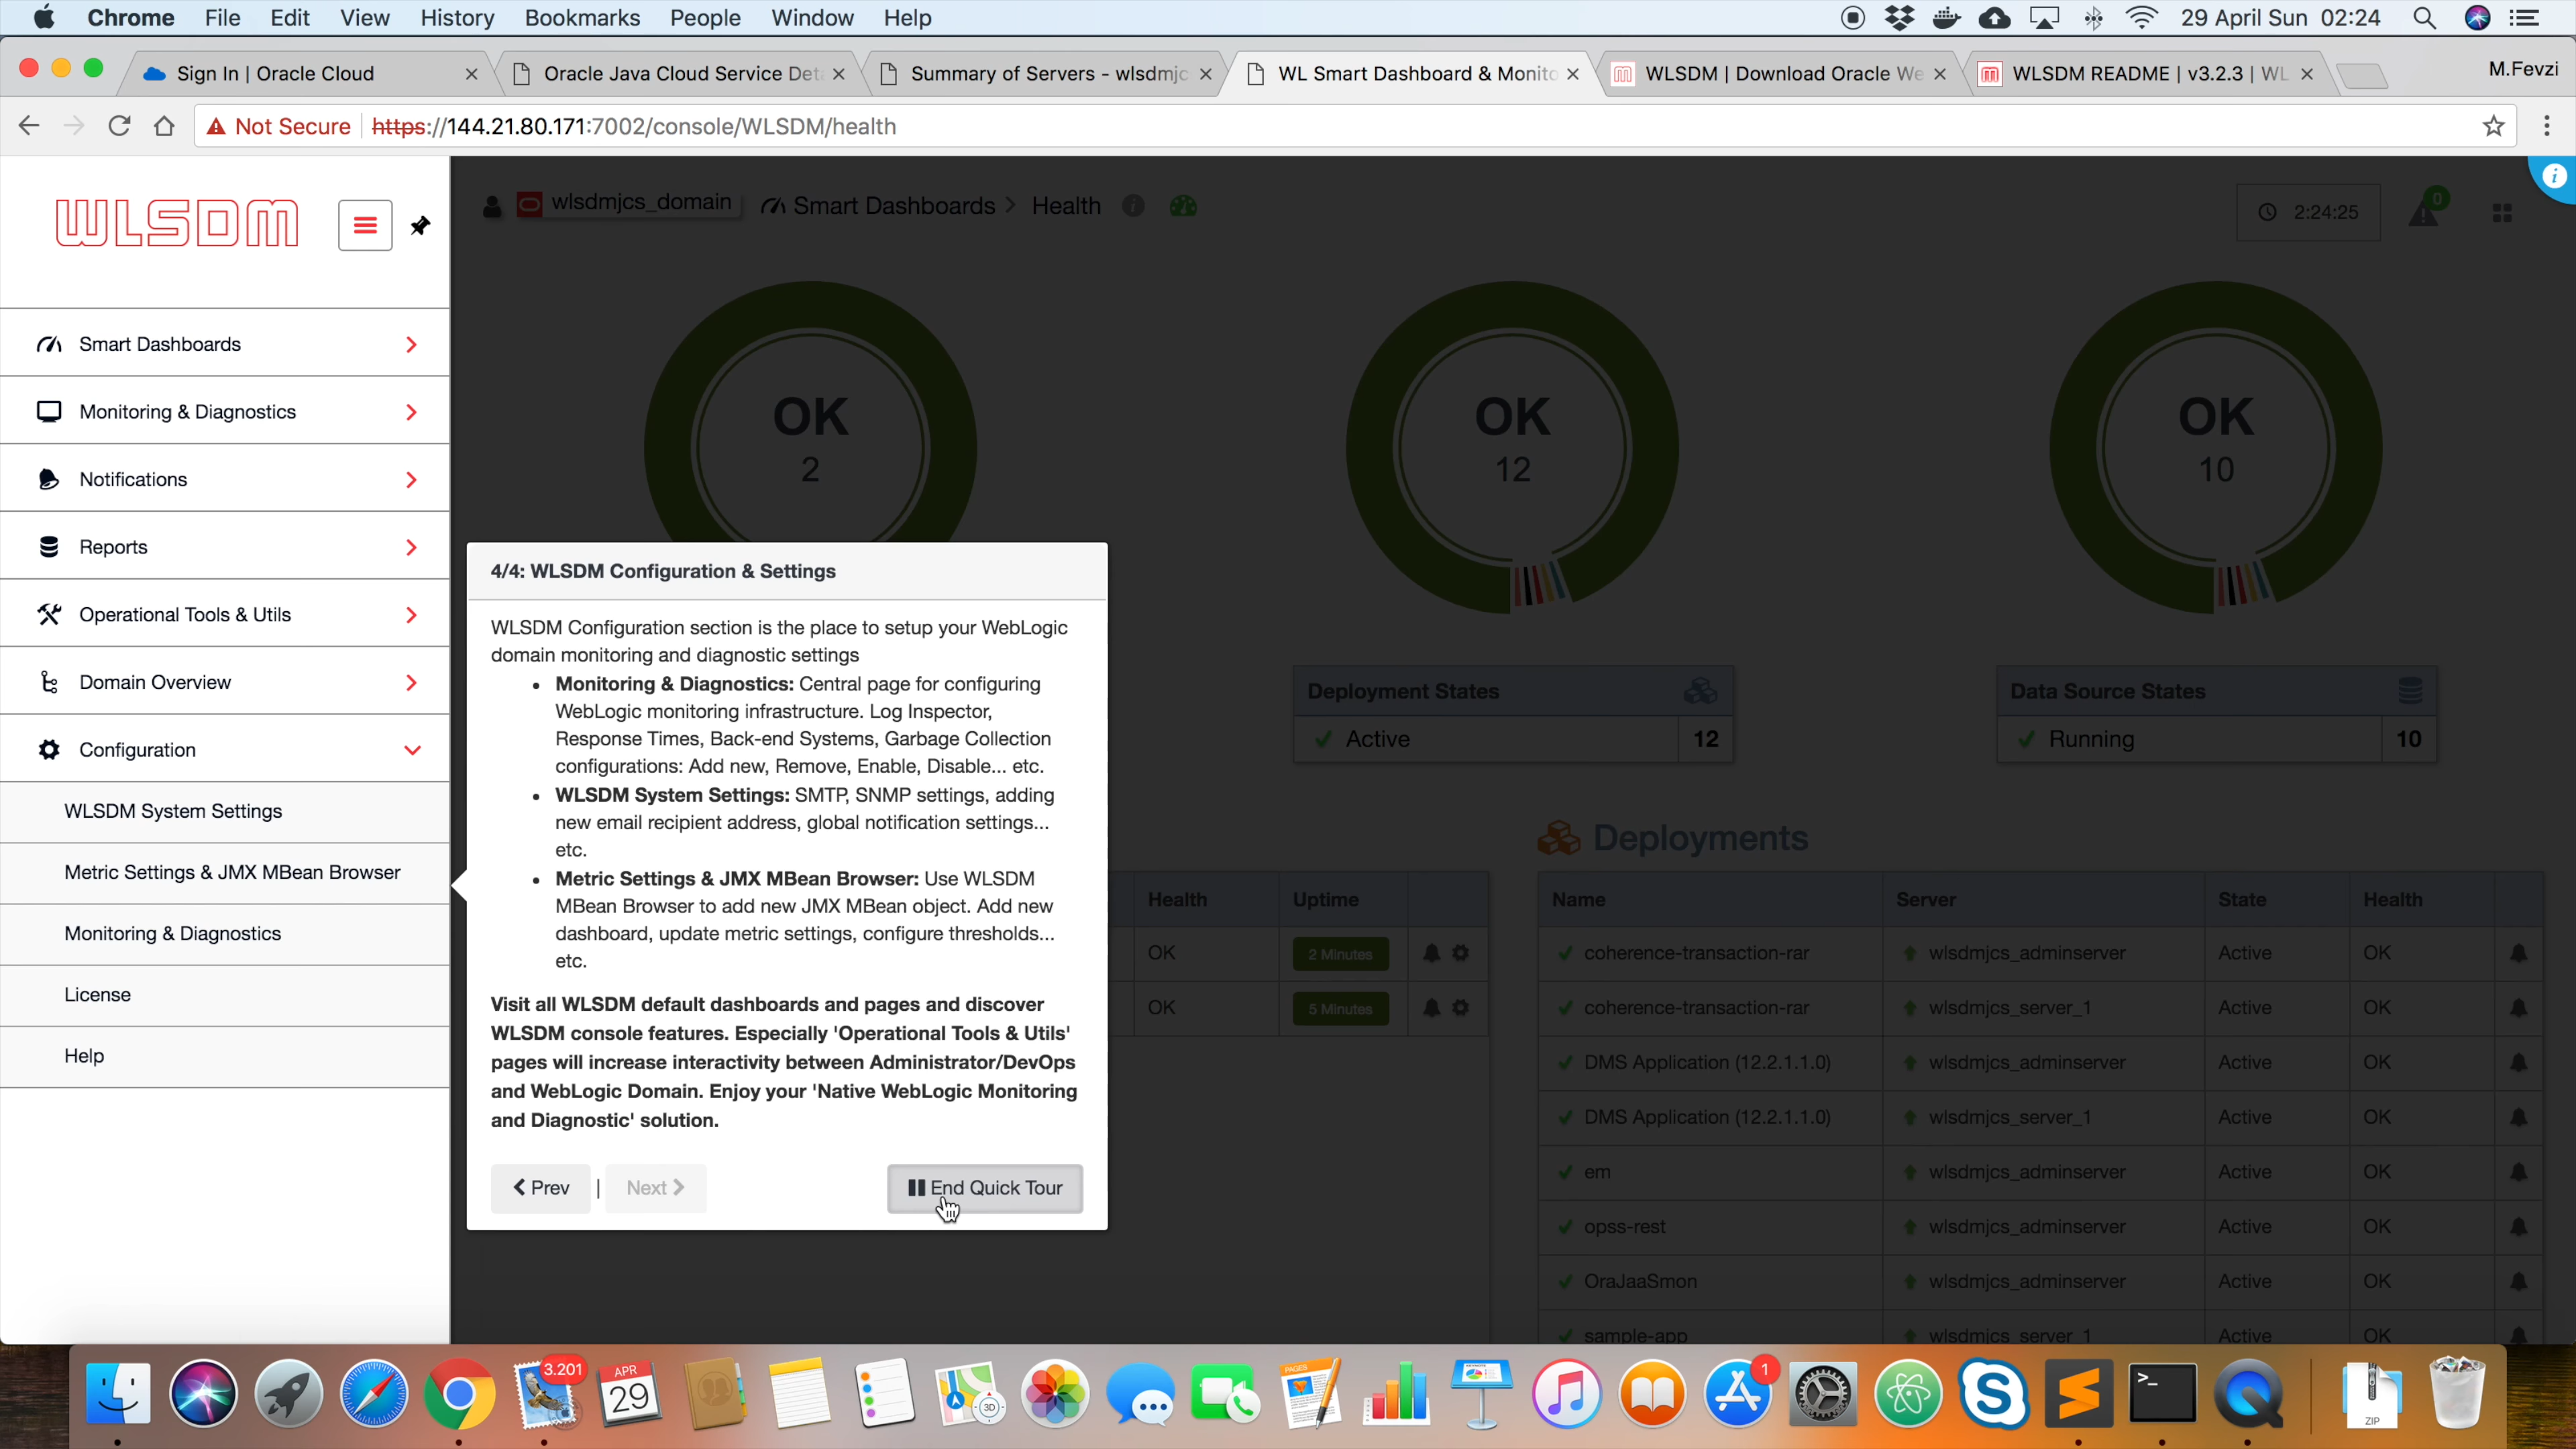 Chrome File Edit View History Bookmarks People Window Help 29 April Sun 02:24
Sign In | Oracle Cloud Oracle Java Cloud Service Det Summary of Servers - wlsdmjc WL Smart Dashboard & Monito WLSDM | Download Oracle We WLSDM README | v3.2.3 | WL M.Fevzi
Not Secure https://144.21.80.171:7002/console/WLSDM/health
WLSDM
wlsdmjcs_domain Smart Dashboards > Health 2:24:25 0
Smart Dashboards
Monitoring & Diagnostics
Notifications
Reports
Operational Tools & Utils
Domain Overview
Configuration
WLSDM System Settings
Metric Settings & JMX MBean Browser
Monitoring & Diagnostics
License
Help
OK
2
OK
12
OK
10
4/4: WLSDM Configuration & Settings
WLSDM Configuration section is the place to setup your WebLogic
domain monitoring and diagnostic settings
• Monitoring & Diagnostics: Central page for configuring
WebLogic monitoring infrastructure. Log Inspector,
Response Times, Back-end Systems, Garbage Collection
configurations: Add new, Remove, Enable, Disable... etc.
• WLSDM System Settings: SMTP, SNMP settings, adding
new email recipient address, global notification settings...
etc.
• Metric Settings & JMX MBean Browser: Use WLSDM
MBean Browser to add new JMX MBean object. Add new
dashboard, update metric settings, configure thresholds...
etc.
Visit all WLSDM default dashboards and pages and discover
WLSDM console features. Especially 'Operational Tools & Utils'
pages will increase interactivity between Administrator/DevOps
and WebLogic Domain. Enjoy your 'Native WebLogic Monitoring
and Diagnostic' solution.
Prev | Next End Quick Tour
Deployment States
Active 12
Data Source States
Running 10
Health Uptime
OK 2 Minutes
OK 5 Minutes
Deployments
Name Server State Health
coherence-transaction-rar wlsdmjcs_adminserver Active OK
coherence-transaction-rar wlsdmjcs_server_1 Active OK
DMS Application (12.2.1.1.0) wlsdmjcs_adminserver Active OK
DMS Application (12.2.1.1.0) wlsdmjcs_server_1 Active OK
em wlsdmjcs_adminserver Active OK
opss-rest wlsdmjcs_adminserver Active OK
OraJaaSmon wlsdmjcs_adminserver Active OK
sample-app wlsdmjcs_server_1 Active OK
3.201
APR
29
3D
PAGES
1
>_
ZIP